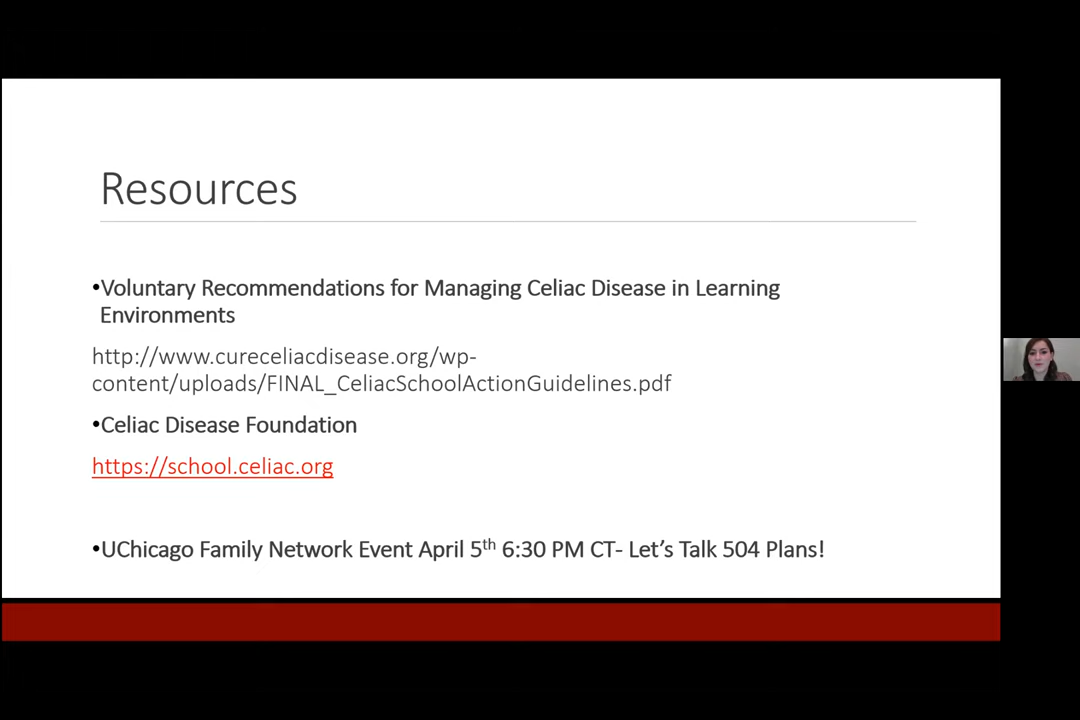 Resources
•Voluntary Recommendations for Managing Celiac Disease in Learning
Environments
http://www.cureceliacdisease.org/wp-
content/uploads/FINAL_CeliacSchoolActionGuidelines.pdf
•Celiac Disease Foundation
https://school.celiac.org
•UChicago Family Network Event April 5th 6:30 PM CT- Let’s Talk 504 Plans!